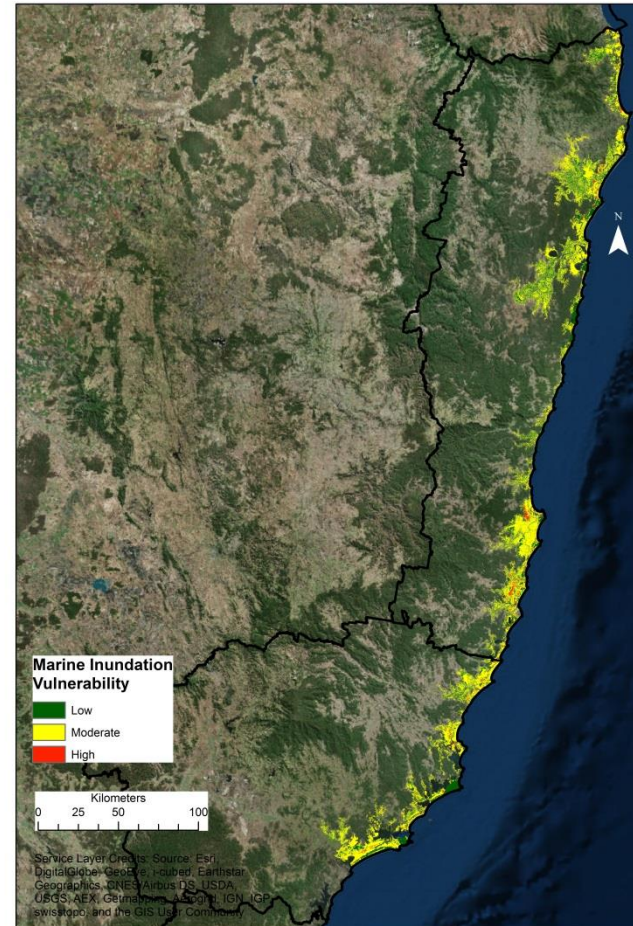 N
Marine Inundation
Vulnerability
Low
Moderate
High
Kilometers
0 25 50 100
Service Layer Credits: Source: Esri,
DigitalGlobe, GeoEye, i-cubed, Earthstar
Geographics, CNES/Airbus DS, USDA,
USGS, AEX, Getmapping, Aerogrid, IGN, IGP,
swisstopo, and the GIS User Community